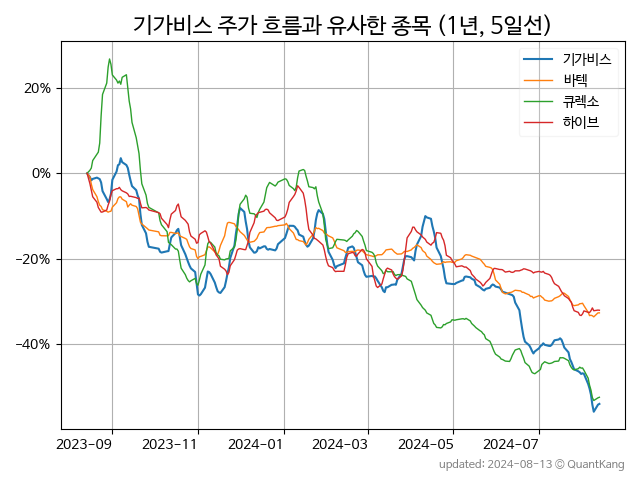 기가비스 주가 흐름과 유사한 종목 (1년, 5일선)
기가비스
바텍
큐렉소
하이브
20%
0%
−20%
−40%
2023-09 2023-11 2024-01 2024-03 2024-05 2024-07
updated: 2024-08-13 © QuantKang